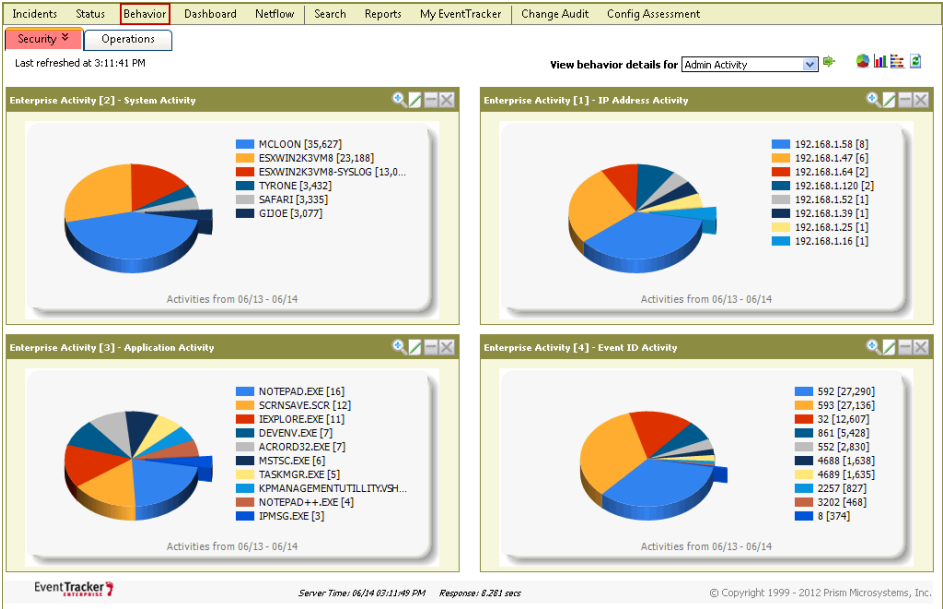 Incidents Status Behavior Dashboard Netflow Search Reports My EventTracker Change Audit Config Assessment
Security Operations
Last refreshed at 3:11:41 PM
View behavior details for Admin Activity
Enterprise Activity [2] - System Activity
MCLOON [35,627]
ESXWIN2K3VM8 [23,188]
ESXWIN2K3VM8-SYSLOG [13,0...
TYRONE [3,432]
SAFARI [3,335]
GIJOE [3,077]
Activities from 06/13 - 06/14
Enterprise Activity [1] - IP Address Activity
192.168.1.58 [8]
192.168.1.47 [6]
192.168.1.64 [2]
192.168.1.120 [2]
192.168.1.52 [1]
192.168.1.39 [1]
192.168.1.25 [1]
192.168.1.16 [1]
Activities from 06/13 - 06/14
Enterprise Activity [3] - Application Activity
NOTEPAD.EXE [16]
SCRNSAVE.SCR [12]
IEXPLORE.EXE [11]
DEVENV.EXE [7]
ACRORD32.EXE [7]
MSTSC.EXE [6]
TASKMGR.EXE [5]
KPMANAGEMENTUTILLITY.VSH...
NOTEPAD++.EXE [4]
IPMSG.EXE [3]
Activities from 06/13 - 06/14
Enterprise Activity [4] - Event ID Activity
592 [27,290]
593 [27,136]
32 [12,607]
861 [5,428]
552 [2,830]
4688 [1,638]
4689 [1,635]
2257 [827]
3202 [468]
8 [374]
Activities from 06/13 - 06/14
EventTracker
ENTERPRISE
Server Time: 06/14 03:11:49 PM Response: 8.281 secs
© Copyright 1999 - 2012 Prism Microsystems, Inc.